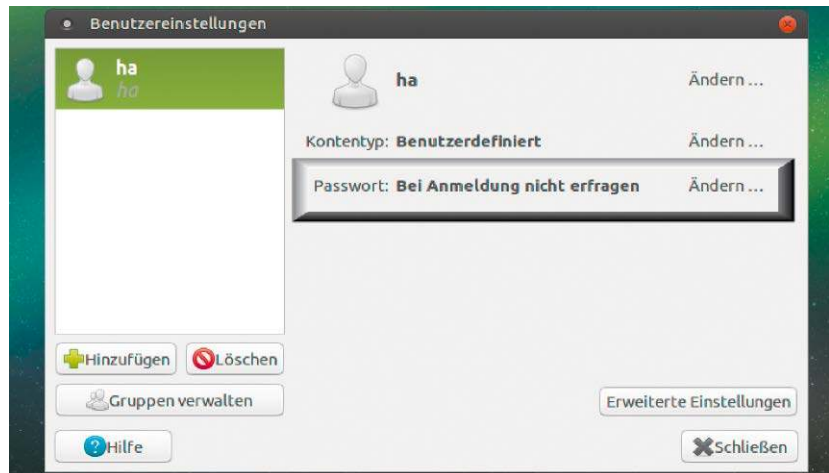 Benutzereinstellungen
ha
ha
ha
Ändern ...
Kontentyp: Benutzerdefiniert
Ändern ...
Passwort: Bei Anmeldung nicht erfragen
Ändern ...
Hinzufügen
Löschen
Gruppen verwalten
Erweiterte Einstellungen
Hilfe
Schließen